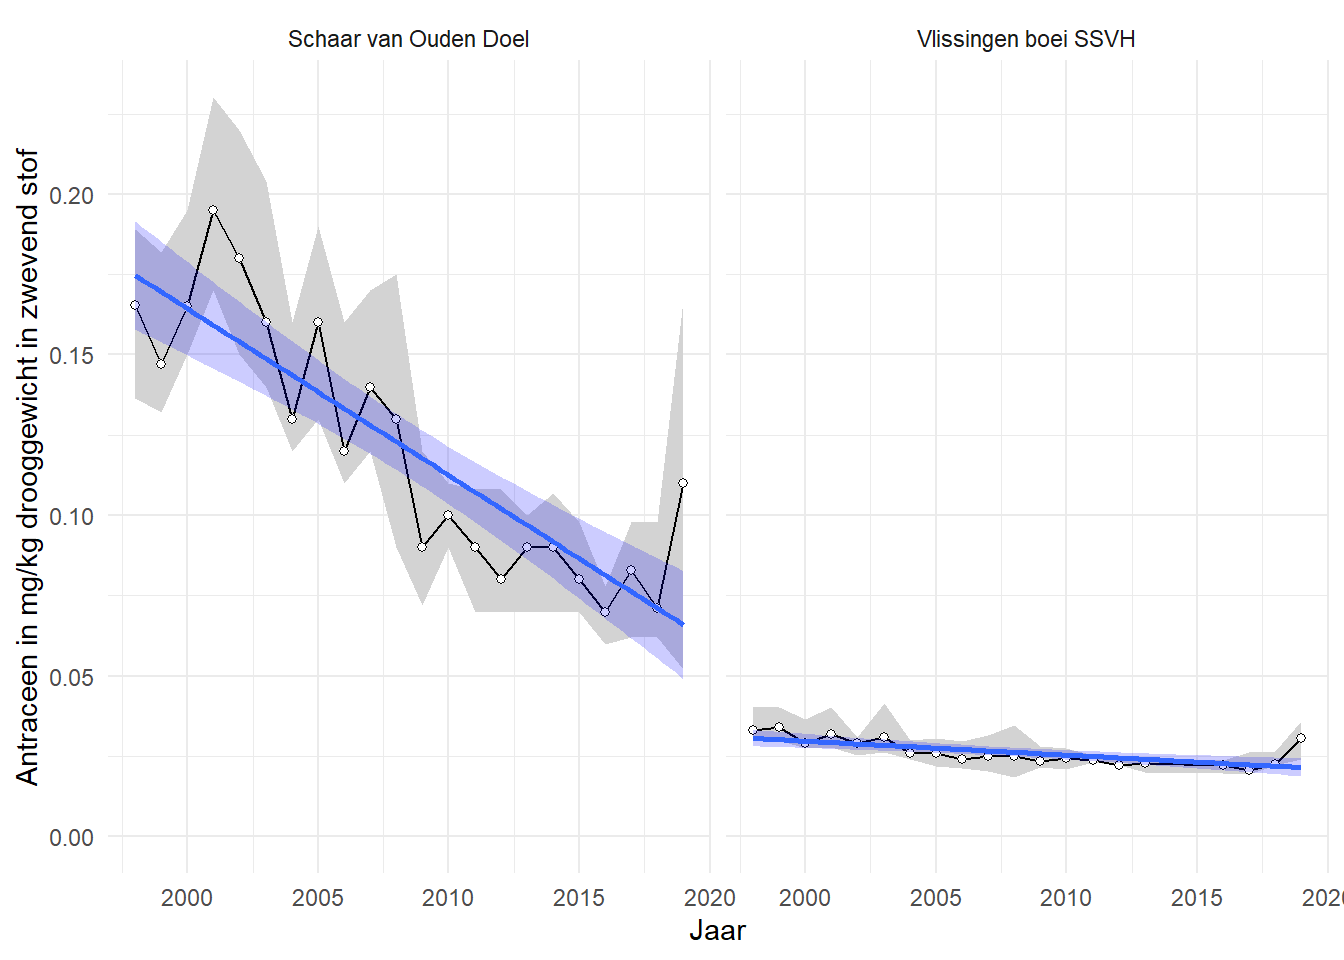 Schaar van Ouden Doel
Vlissingen boei SSVH
Antraceen in mg/kg drooggewicht in zwevend stof
0.20
0.15
0.10
0.05
0.00
2000 2005 2010 2015 2020 2000 2005 2010 2015 2020
Jaar